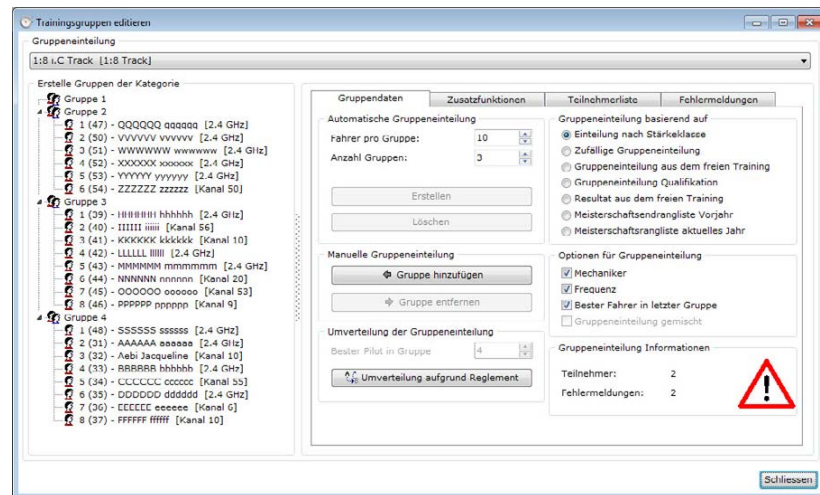 Trainingsgruppen editieren
Gruppeneinteilung
1:8 I.C Track [1:8 Track]
Erstelle Gruppen der Kategorie
Gruppe 1
Gruppe 2
1 (47) - QQQQQQ qqqqqq [2.4 GHz]
2 (50) - VVVVVV vvvvvv [2.4 GHz]
3 (51) - WWWWWW wwwwww [2.4 GHz]
4 (52) - XXXXXX xxxxxx [2.4 GHz]
5 (53) - YYYYYY yyyyyy [2.4 GHz]
6 (54) - ZZZZZZ zzzzzz [Kanal 50]
Gruppe 3
1 (39) - HHHHHH hhhhhh [2.4 GHz]
2 (40) - IIIIII iiiiii [Kanal 56]
3 (41) - KKKKKK kkkkkk [Kanal 10]
4 (42) - LLLLLL llllll [2.4 GHz]
5 (43) - MMMMMM mmmmmm [2.4 GHz]
6 (44) - NNNNNN nnnnnn [Kanal 20]
7 (45) - OOOOOO oooooo [Kanal 53]
8 (46) - PPPPPP pppppp [Kanal 9]
Gruppe 4
1 (48) - SSSSSS ssssss [2.4 GHz]
2 (31) - AAAAAA aaaaaa [2.4 GHz]
3 (32) - Aebi Jacqueline [Kanal 10]
4 (33) - BBBBBB bbbbbb [2.4 GHz]
5 (34) - CCCCCC cccccc [Kanal 55]
6 (35) - DDDDDD dddddd [2.4 GHz]
7 (36) - EEEEEE eeeeee [Kanal 6]
8 (37) - FFFFFF ffffff [Kanal 10]
Gruppendaten Zusatzfunktionen Teilnehmerliste Fehlermeldungen
Automatische Gruppeneinteilung
Fahrer pro Gruppe: 10
Anzahl Gruppen: 3
Erstellen
Löschen
Manuelle Gruppeneinteilung
Gruppe hinzufügen
Gruppe entfernen
Umverteilung der Gruppeneinteilung
Bester Pilot in Gruppe 4
Umverteilung aufgrund Reglement
Gruppeneinteilung basierend auf
Einteilung nach Stärkeklasse
Zufällige Gruppeneinteilung
Gruppeneinteilung aus dem freien Training
Gruppeneinteilung Qualifikation
Resultat aus dem freien Training
Meisterschaftsendrangliste Vorjahr
Meisterschaftsrangliste aktuelles Jahr
Optionen für Gruppeneinteilung
Mechaniker
Frequenz
Bester Fahrer in letzter Gruppe
Gruppeneinteilung gemischt
Gruppeneinteilung Informationen
Teilnehmer: 2
Fehlermeldungen: 2
Schliessen